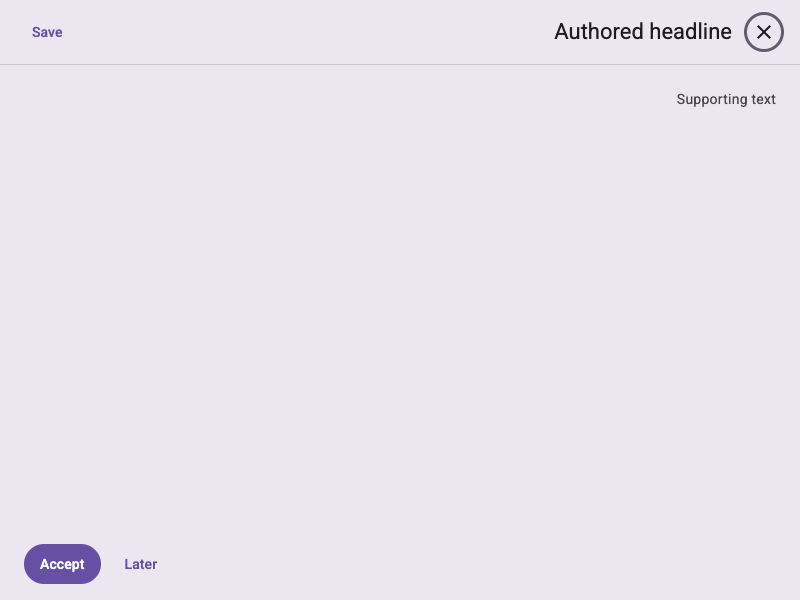 Authored headline
Save
Supporting text
Later
Accept